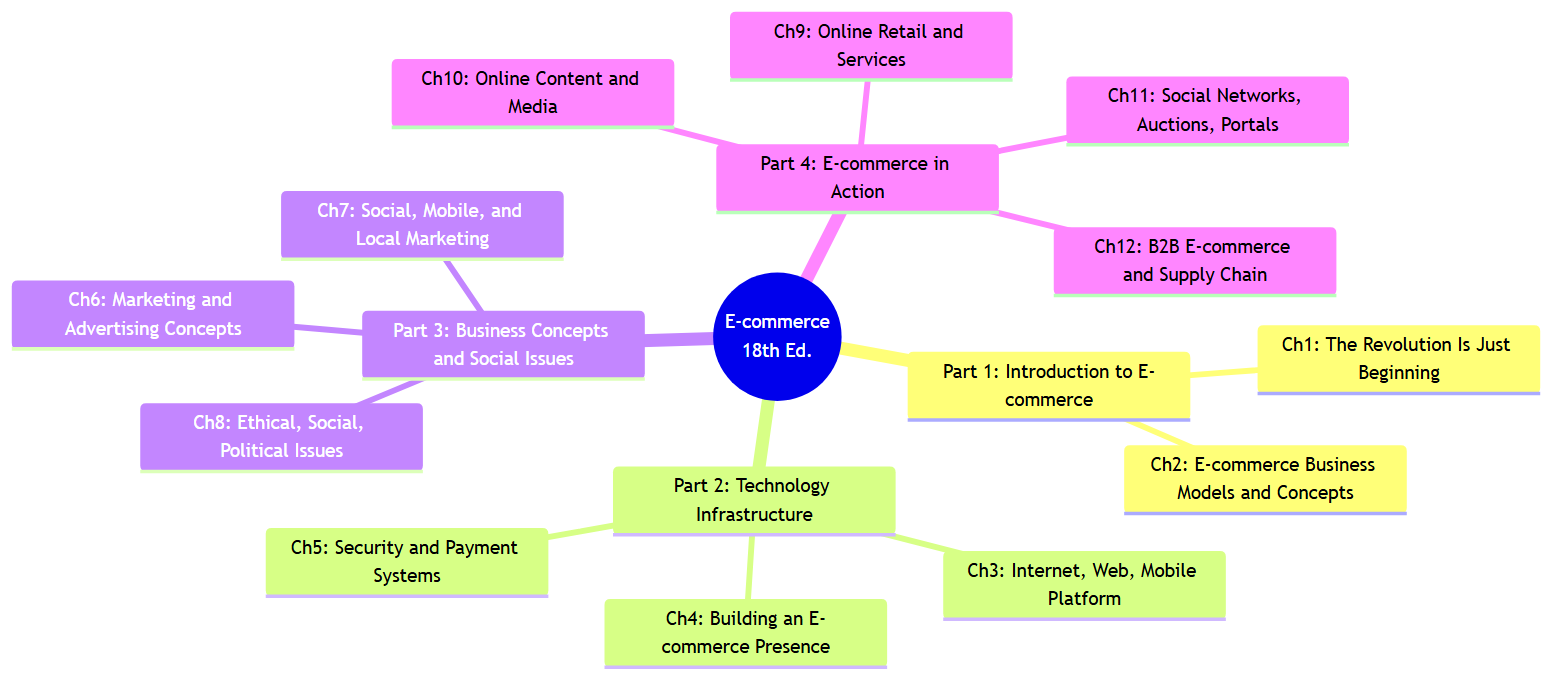 Ch9: Online Retail and
Services
Ch10: Online Content and
Media
Ch11: Social Networks,
Auctions, Portals
Part 4: E-commerce in
Action
Ch7: Social, Mobile, and
Local Marketing
Ch12: B2B E-commerce
and Supply Chain
Ch6: Marketing and
Advertising Concepts
Part 3: Business Concepts
and Social Issues
E-commerce
18th Ed.
Ch1: The Revolution Is Just
Beginning
Part 1: Introduction to E-
commerce
Ch8: Ethical, Social,
Political Issues
Ch2: E-commerce Business
Models and Concepts
Part 2: Technology
Infrastructure
Ch5: Security and Payment
Systems
Ch3: Internet, Web, Mobile
Platform
Ch4: Building an E-
commerce Presence